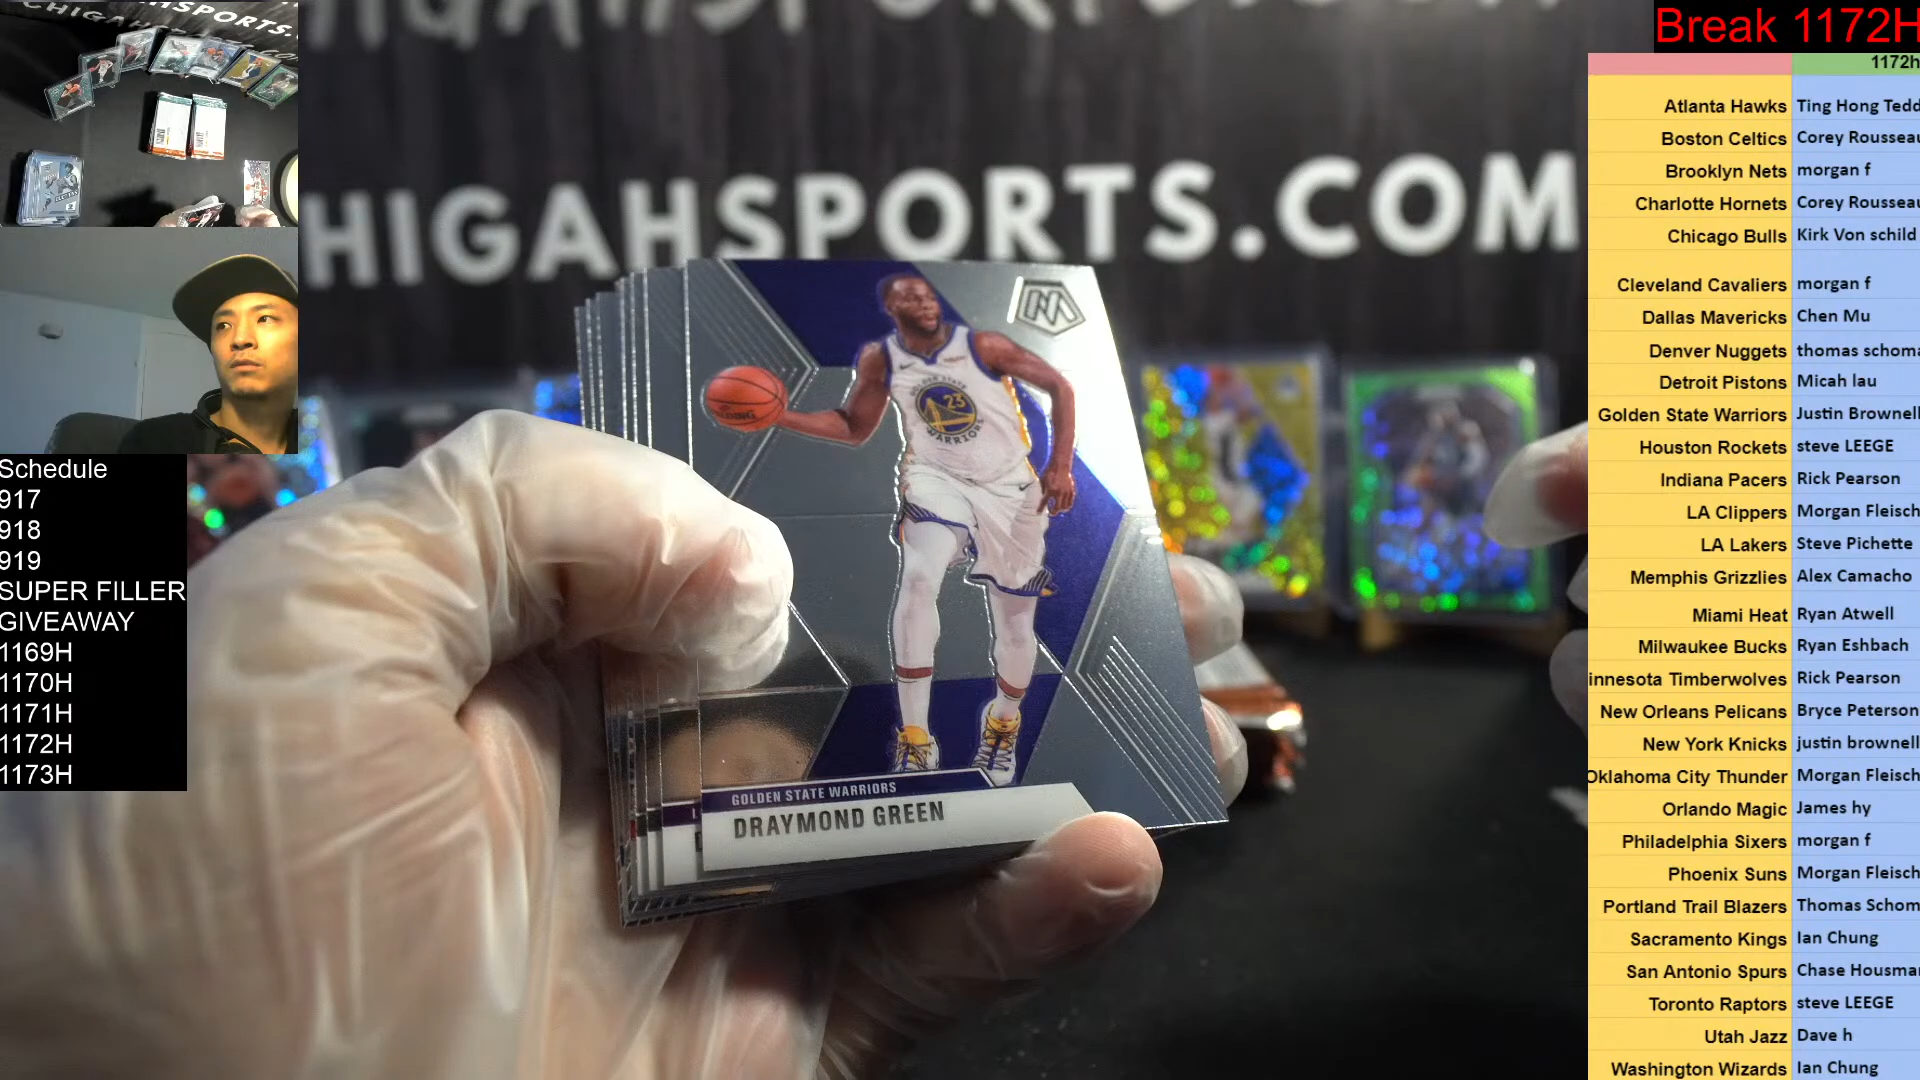 CHIGAHSPORTS.COM
HIGAHSPORTS.COM
Break 1172H
1172h
Atlanta Hawks Ting Hong Tedd
Boston Celtics Corey Rousseau
Brooklyn Nets morgan f
Charlotte Hornets Corey Rousseau
Chicago Bulls Kirk Von schild
Cleveland Cavaliers morgan f
Dallas Mavericks Chen Mu
Denver Nuggets thomas schoma
Detroit Pistons Micah lau
Golden State Warriors Justin Brownell
Houston Rockets steve LEEGE
Indiana Pacers Rick Pearson
LA Clippers Morgan Fleisch
LA Lakers Steve Pichette
Memphis Grizzlies Alex Camacho
Miami Heat Ryan Atwell
Milwaukee Bucks Ryan Eshbach
innesota Timberwolves Rick Pearson
New Orleans Pelicans Bryce Peterson
New York Knicks justin brownell
Oklahoma City Thunder Morgan Fleisch
Orlando Magic James hy
Philadelphia Sixers morgan f
Phoenix Suns Morgan Fleisch
Portland Trail Blazers Thomas Schom
Sacramento Kings Ian Chung
San Antonio Spurs Chase Housman
Toronto Raptors steve LEEGE
Utah Jazz Dave h
Washington Wizards Ian Chung
Schedule
917
918
919
SUPER FILLER
GIVEAWAY
1169H
1170H
1171H
1172H
1173H
GOLDEN STATE
23
WARRIORS
GOLDEN STATE WARRIORS
DRAYMOND GREEN